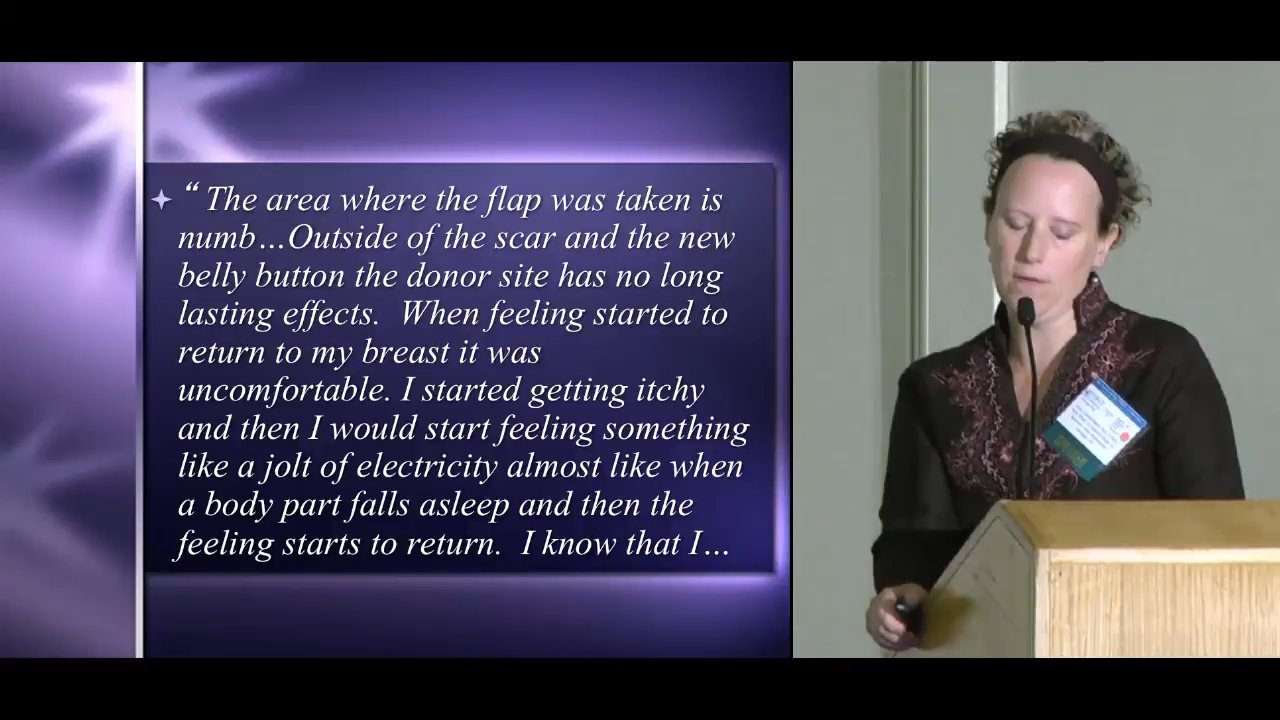 “ The area where the flap was taken is
numb…Outside of the scar and the new
belly button the donor site has no long
lasting effects.  When feeling started to
return to my breast it was
uncomfortable. I started getting itchy
and then I would start feeling something
like a jolt of electricity almost like when
a body part falls asleep and then the
feeling starts to return.  I know that I…